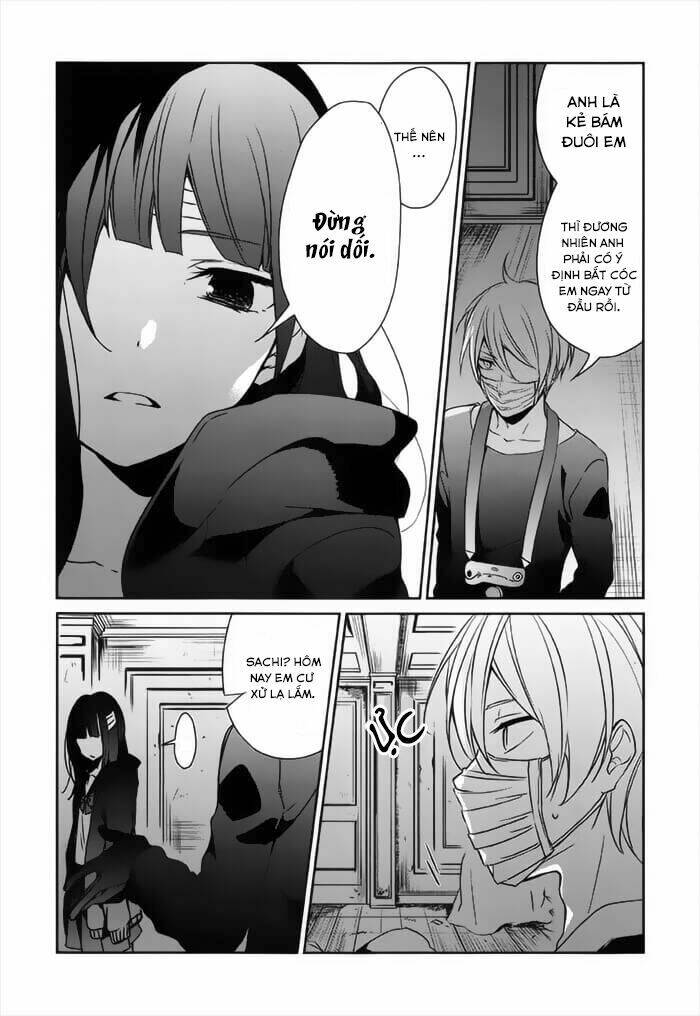 ANH LÀ
KẺ BÁM
ĐUÔI EM
THÌ ĐƯƠNG
NHIÊN ANH
PHẢI CÓ Ý
ĐỊNH BẮT CÓC
EM NGAY TỪ
ĐẦU RỒI.
THẾ NÊN
...
Đừng
nói dối.
ỰC
SACHI? HÔM
NAY EM CƯ
XỬ LẠ LẮM.
...